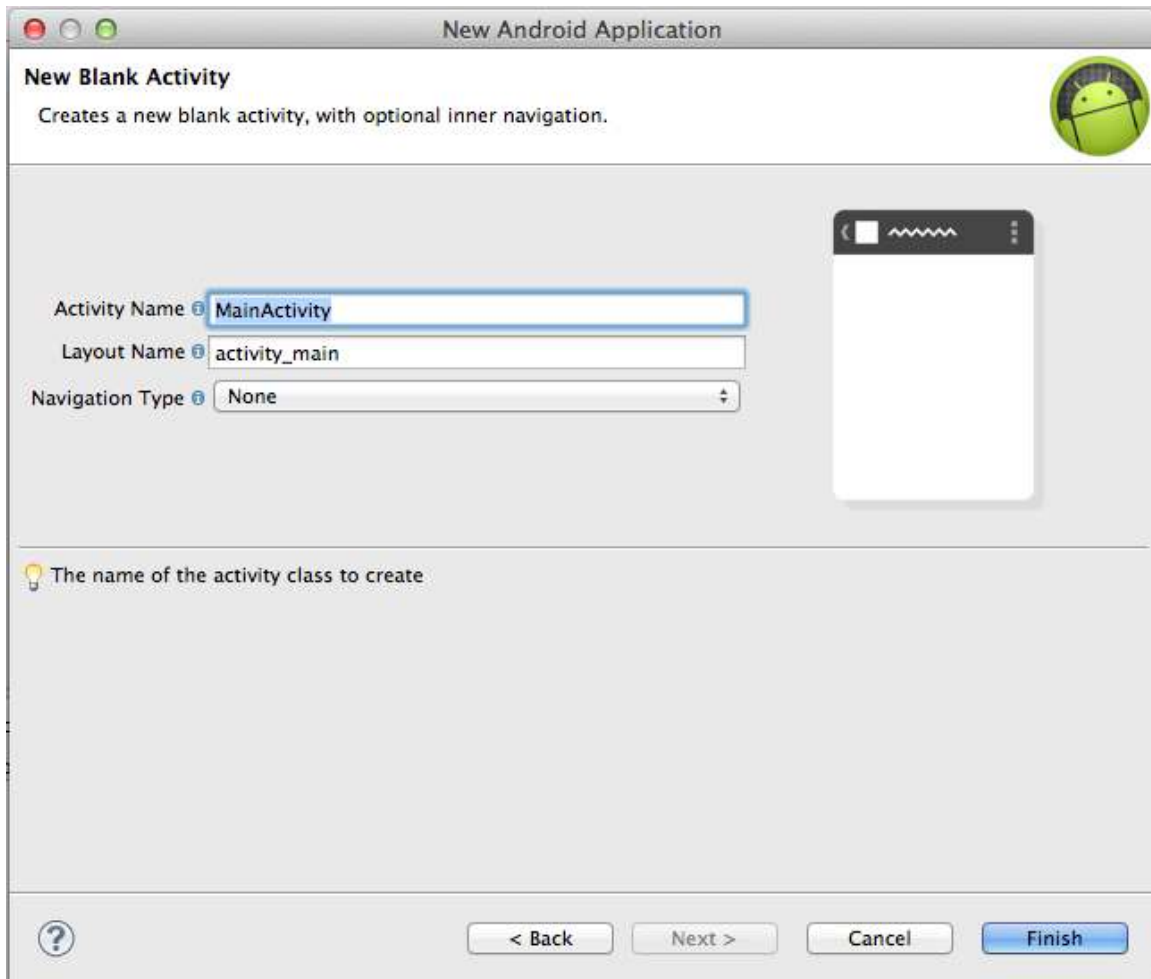 New Android Application
New Blank Activity
Creates a new blank activity, with optional inner navigation.
Activity Name MainActivity
Layout Name activity_main
Navigation Type None
The name of the activity class to create
? < Back Next > Cancel Finish